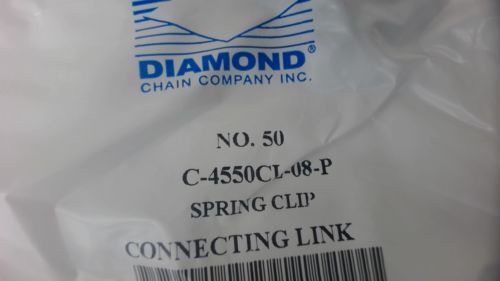 DIAMOND®
CHAIN COMPANY INC.
NO. 50
C-4550CL-08-P
SPRING CLIP
CONNECTING LINK